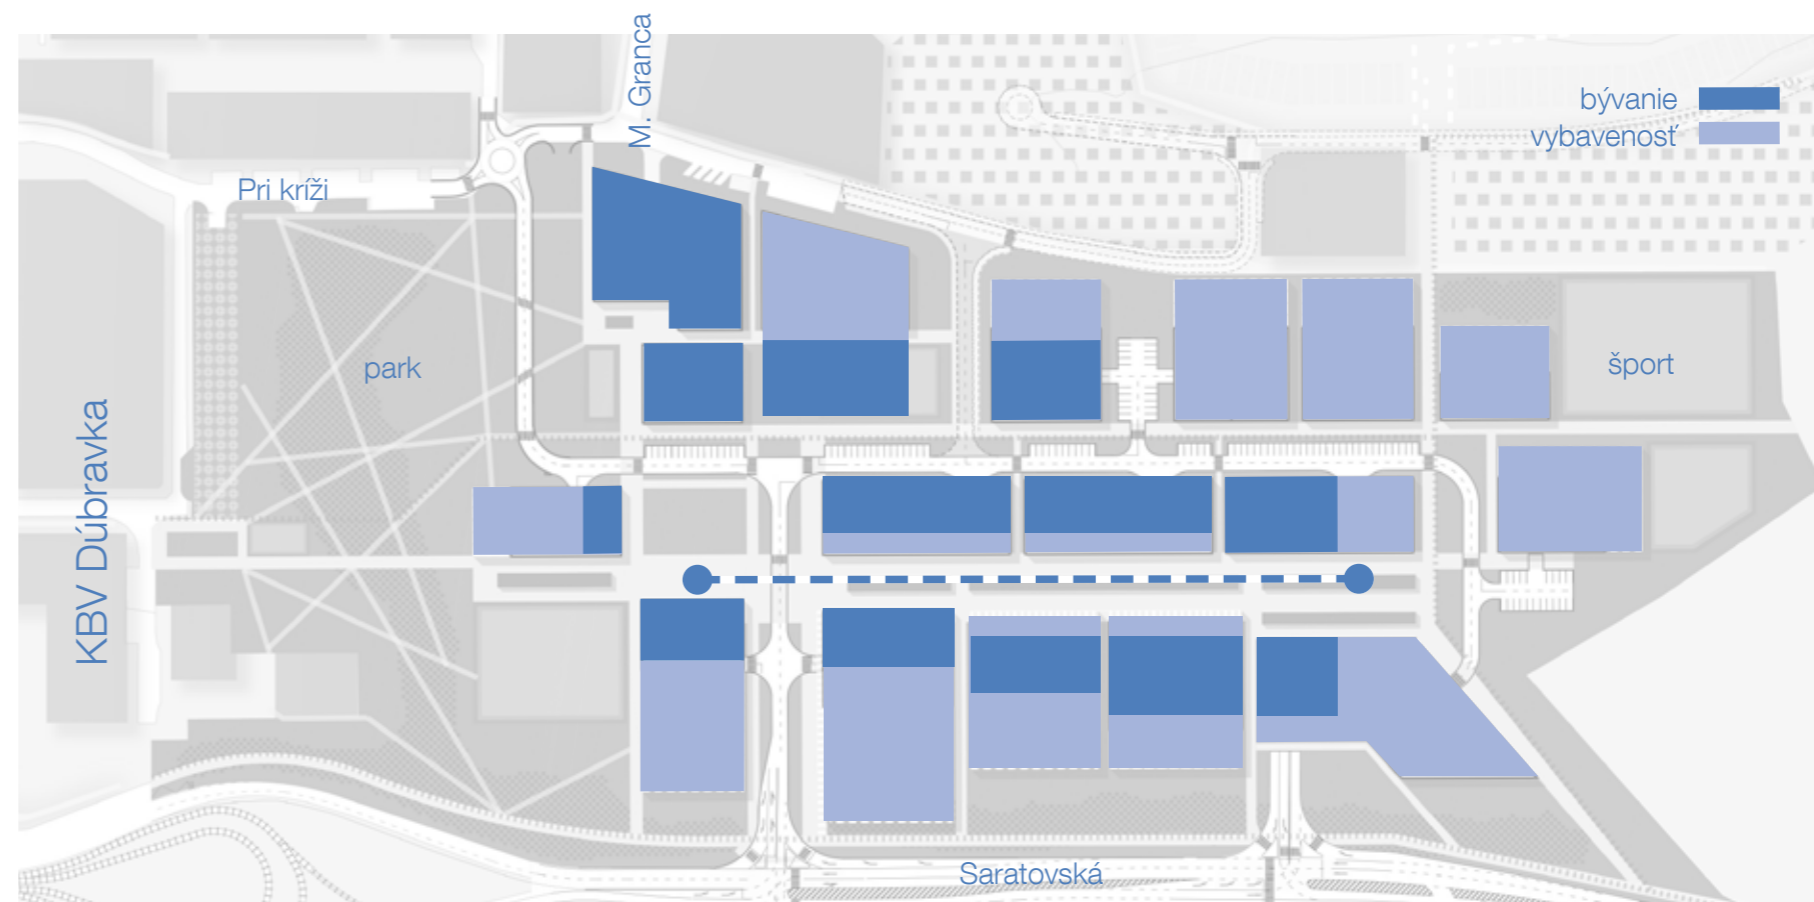 M. Granca
bývanie
vybavenosť
Pri kríži
park
šport
KBV Dúbravka
Saratovská